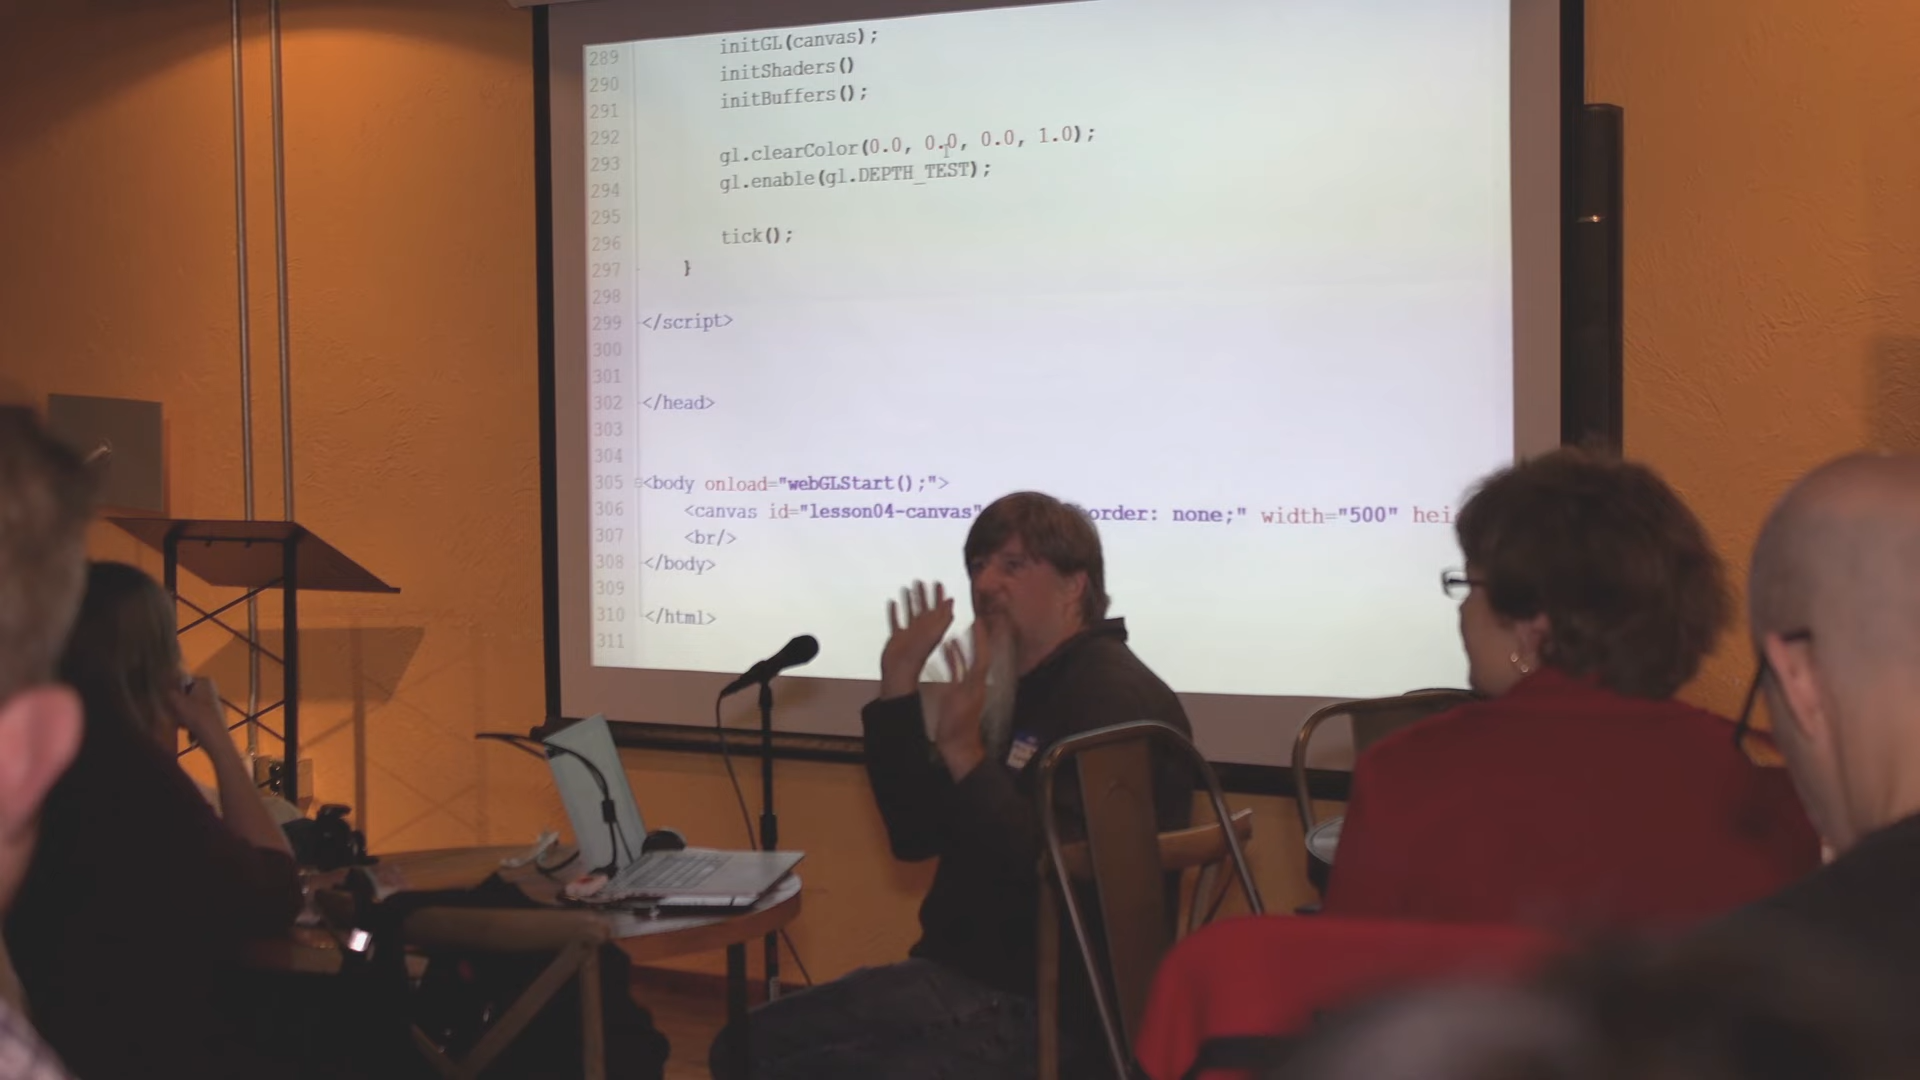 289 initGL(canvas);
290 initShaders()
291 initBuffers();
292
293 gl.clearColor(0.0, 0.0, 0.0, 1.0);
294 gl.enable(gl.DEPTH_TEST);
295
296 tick();
297 }
298
299 </script>
300
301
302 </head>
303
304
305 <body onload="webGLStart();">
306 <canvas id="lesson04-canvas" order: none;" width="500" hei
307 <br/>
308 </body>
309
310 </html>
311